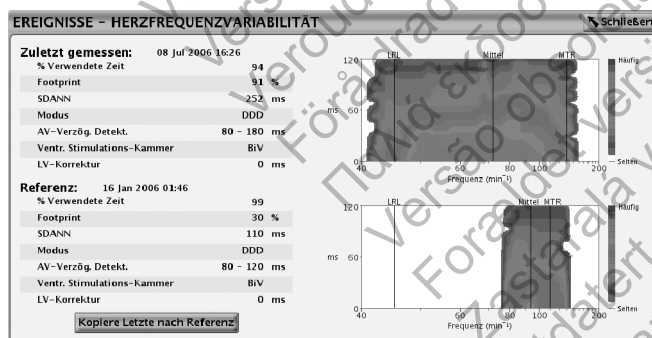 EREIGNISSE - HERZFREQUENZVARIABILITÄT
Schließen
Zuletzt gemessen: 08 Jul 2006 16:26
% Verwendete Zeit 94
Footprint 91 %
SDANN 252 ms
Modus DDD
AV-Verzög. Detekt. 80 - 180 ms
Ventr. Stimulations-Kammer BiV
LV-Korrektur 0 ms
LRL Mittel MTR
120
ms 60
0
40 60 80 100 120 200
Frequenz (min⁻¹)
Häufig
Selten
Referenz: 16 Jan 2006 01:46
% Verwendete Zeit 99
Footprint 30 %
SDANN 110 ms
Modus DDD
AV-Verzög. Detekt. 80 - 120 ms
Ventr. Stimulations-Kammer BiV
LV-Korrektur 0 ms
Kopiere Letzte nach Referenz
LRL Mittel MTR
120
ms 60
0
40 60 80 100 120 200
Frequenz (min⁻¹)
Häufig
Selten
Versão obsoleta